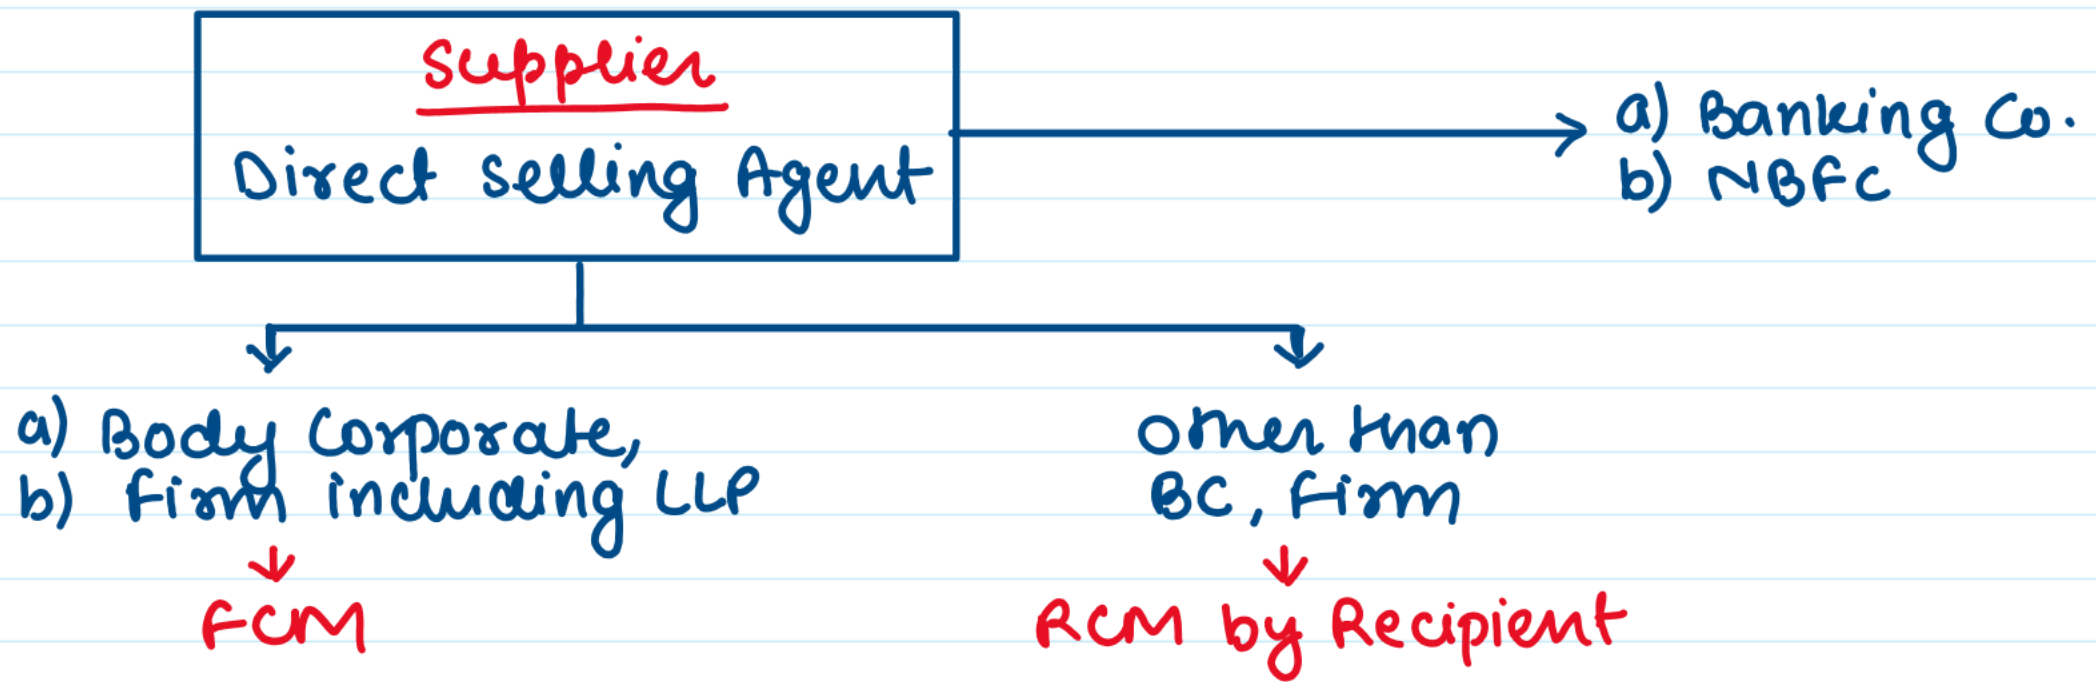 Supplier
Direct Selling Agent
a) Banking Co.
b) NBFC
a) Body Corporate,
b) Firm including LLP
Other than
BC, Firm
FCM
RCM by Recipient